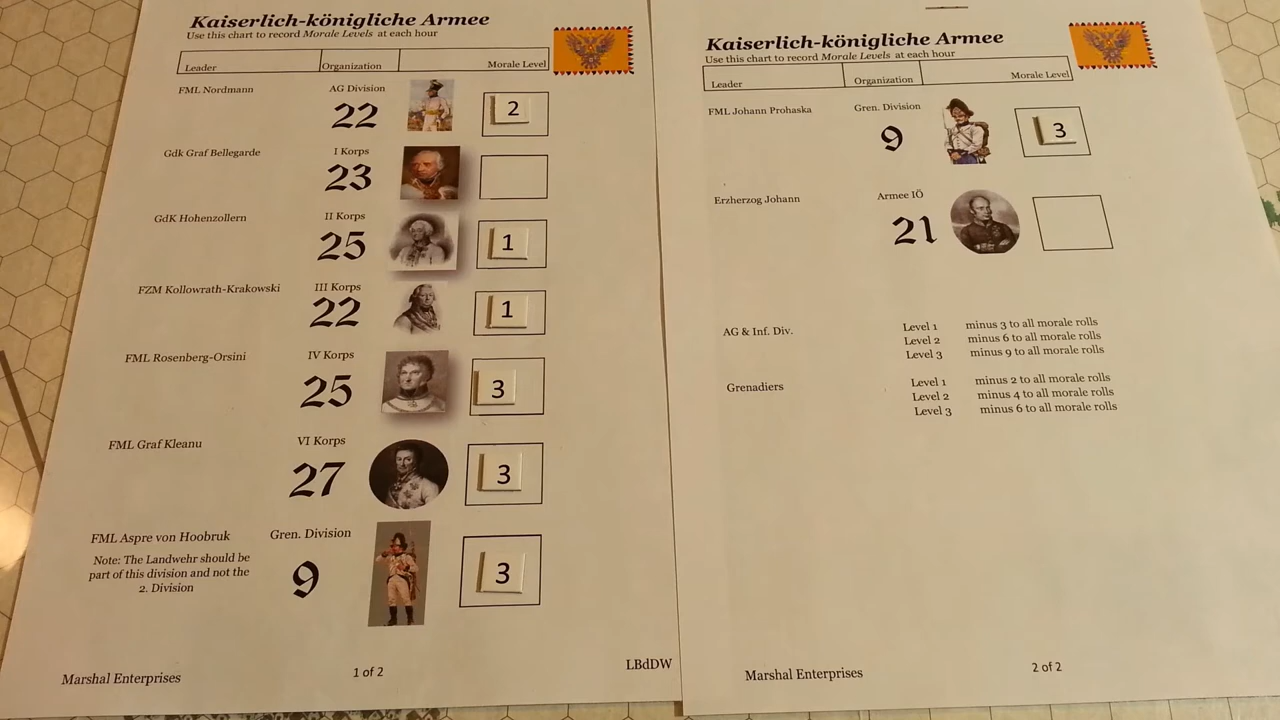 Kaiserlich-königliche Armee
Use this chart to record Morale Levels at each hour
Leader Organization Morale Level
FML Nordmann AG Division
22 2
Gdk Graf Bellegarde I Korps
23
GdK Hohenzollern II Korps
25 1
FZM Kollowrath-Krakowski III Korps
22 1
FML Rosenberg-Orsini IV Korps
25 3
FML Graf Kleanu VI Korps
27 3
FML Aspre von Hoobruk Gren. Division
Note: The Landwehr should be
part of this division and not the
2. Division
9 3
Marshal Enterprises 1 of 2 LBdDW
Kaiserlich-königliche Armee
Use this chart to record Morale Levels at each hour
Leader Organization Morale Level
FML Johann Prohaska Gren. Division
9 3
Erzherzog Johann Armee IÖ
21
AG & Inf. Div. Level 1 minus 3 to all morale rolls
Level 2 minus 6 to all morale rolls
Level 3 minus 9 to all morale rolls
Grenadiers Level 1 minus 2 to all morale rolls
Level 2 minus 4 to all morale rolls
Level 3 minus 6 to all morale rolls
Marshal Enterprises 2 of 2